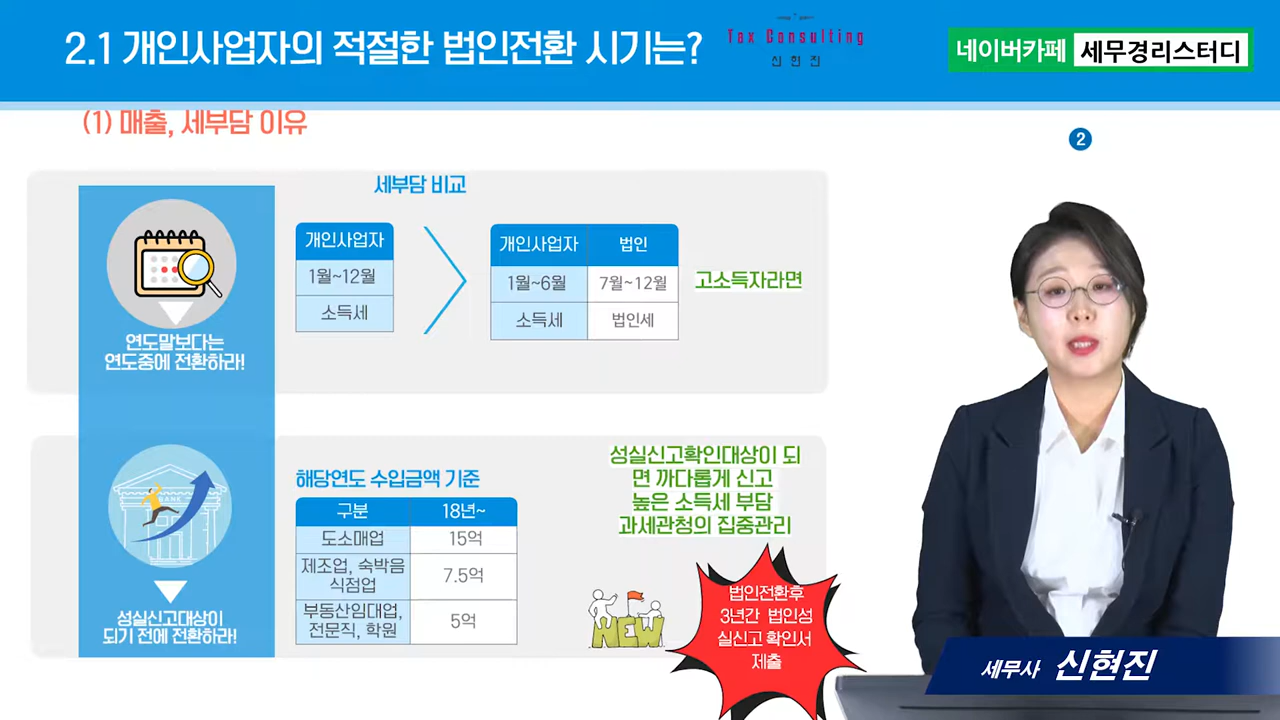 2.1 개인사업자의 적절한 법인전환 시기는?
Tax Consulting
신현진
네이버카페 세무경리스터디
(1) 매출, 세부담 이유
2
세부담 비교
개인사업자
1월~12월
소득세
개인사업자 법인
1월~6월 7월~12월
소득세 법인세
고소득자라면
연도말보다는
연도중에 전환하라!
해당연도 수입금액 기준
구분 18년~
도소매업 15억
제조업, 숙박음
식점업 7.5억
부동산임대업,
전문직, 학원 5억
성실신고확인대상이 되
면 까다롭게 신고
높은 소득세 부담
과세관청의 집중관리
BANK
성실신고대상이
되기 전에 전환하라!
NEW
법인전환후
3년간 법인성
실신고 확인서
제출
세무사 신현진